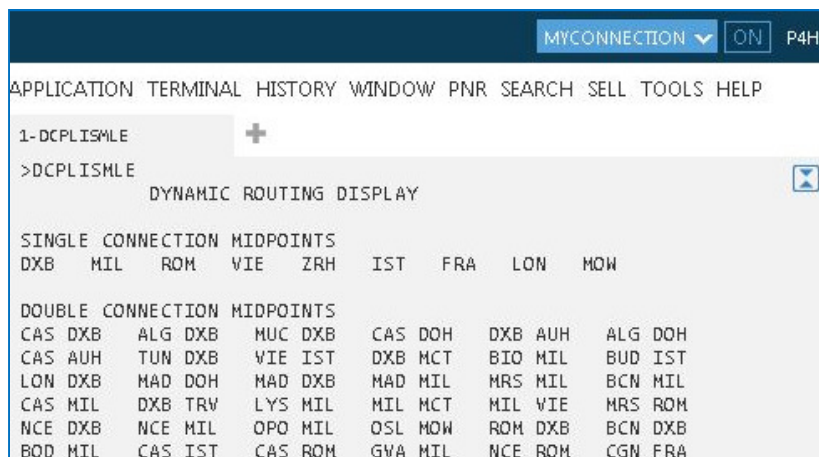 MYCONNECTION ON P4H
APPLICATION TERMINAL HISTORY WINDOW PNR SEARCH SELL TOOLS HELP
1-DCPLISMLE
>DCPLISMLE
DYNAMIC ROUTING DISPLAY
SINGLE CONNECTION MIDPOINTS
DXB MIL ROM VIE ZRH IST FRA LON MOW
DOUBLE CONNECTION MIDPOINTS
CAS DXB ALG DXB MUC DXB CAS DOH DXB AUH ALG DOH
CAS AUH TUN DXB VIE IST DXB MCT BIO MIL BUD IST
LON DXB MAD DOH MAD DXB MAD MIL MRS MIL BCN MIL
CAS MIL DXB TRV LYS MIL MIL MCT MIL VIE MRS ROM
NCE DXB NCE MIL OPO MIL OSL MOW ROM DXB BCN DXB
BOD MIL CAS IST CAS ROM GVA MIL NCE ROM CGN FRA